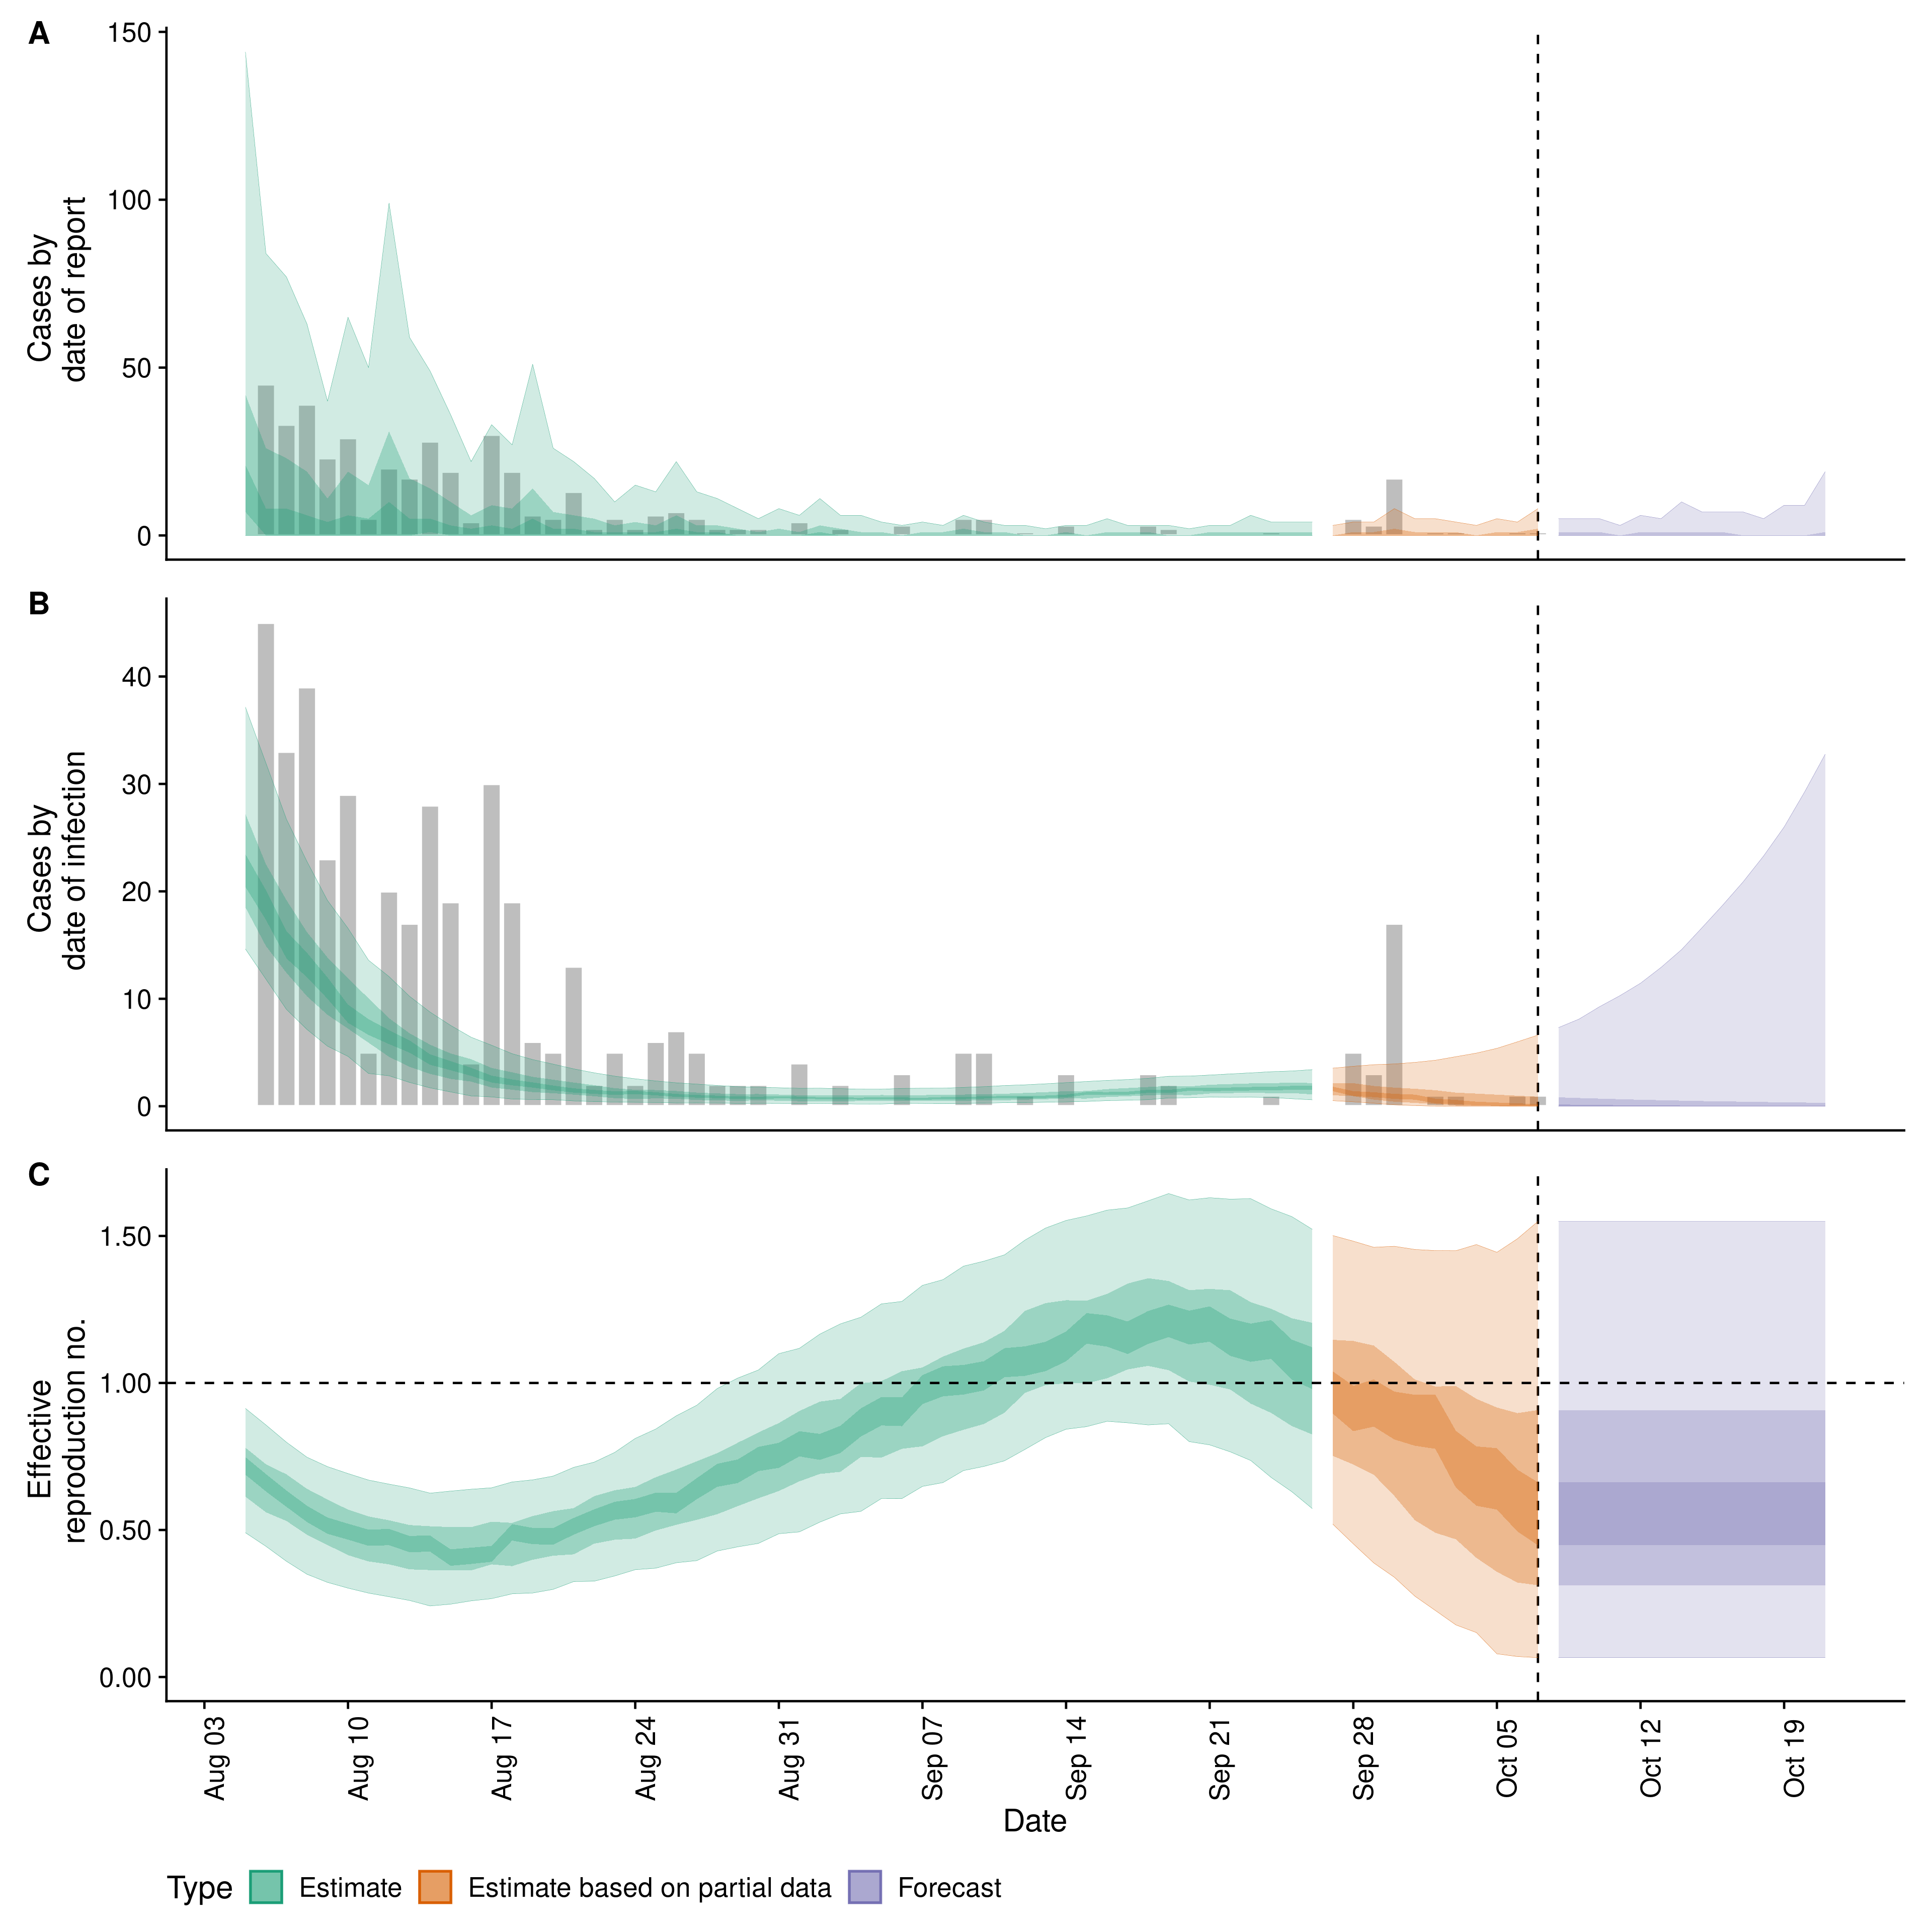 A
Cases by
date of report
150
100
50
0
B
Cases by
date of infection
40
30
20
10
0
C
Effective
reproduction no.
1.50
1.00
0.50
0.00
Aug 03
Aug 10
Aug 17
Aug 24
Aug 31
Sep 07
Sep 14
Sep 21
Sep 28
Oct 05
Oct 12
Oct 19
Date
Type Estimate Estimate based on partial data Forecast